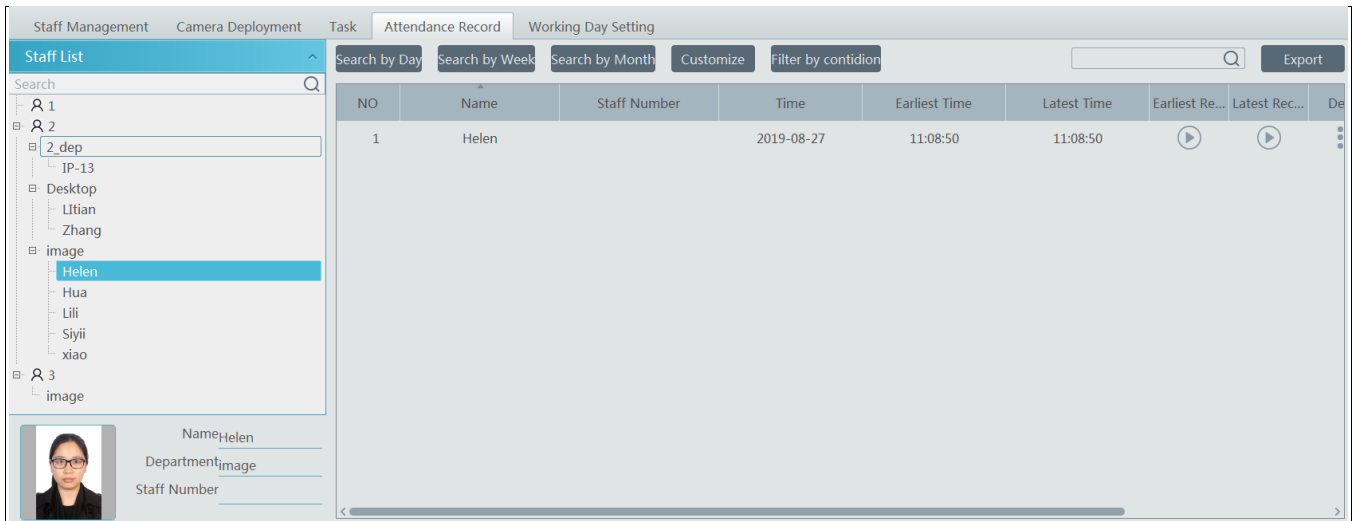 Staff Management Camera Deployment Task Attendance Record Working Day Setting
Staff List
Search by Day Search by Week Search by Month Customize Filter by contidion Export
Search
NO Name Staff Number Time Earliest Time Latest Time Earliest Re... Latest Rec... De
1 Helen 2019-08-27 11:08:50 11:08:50
1
2
2_dep
IP-13
Desktop
LItian
Zhang
image
Helen
Hua
Lili
Siyii
xiao
3
image
Name Helen
Department image
Staff Number